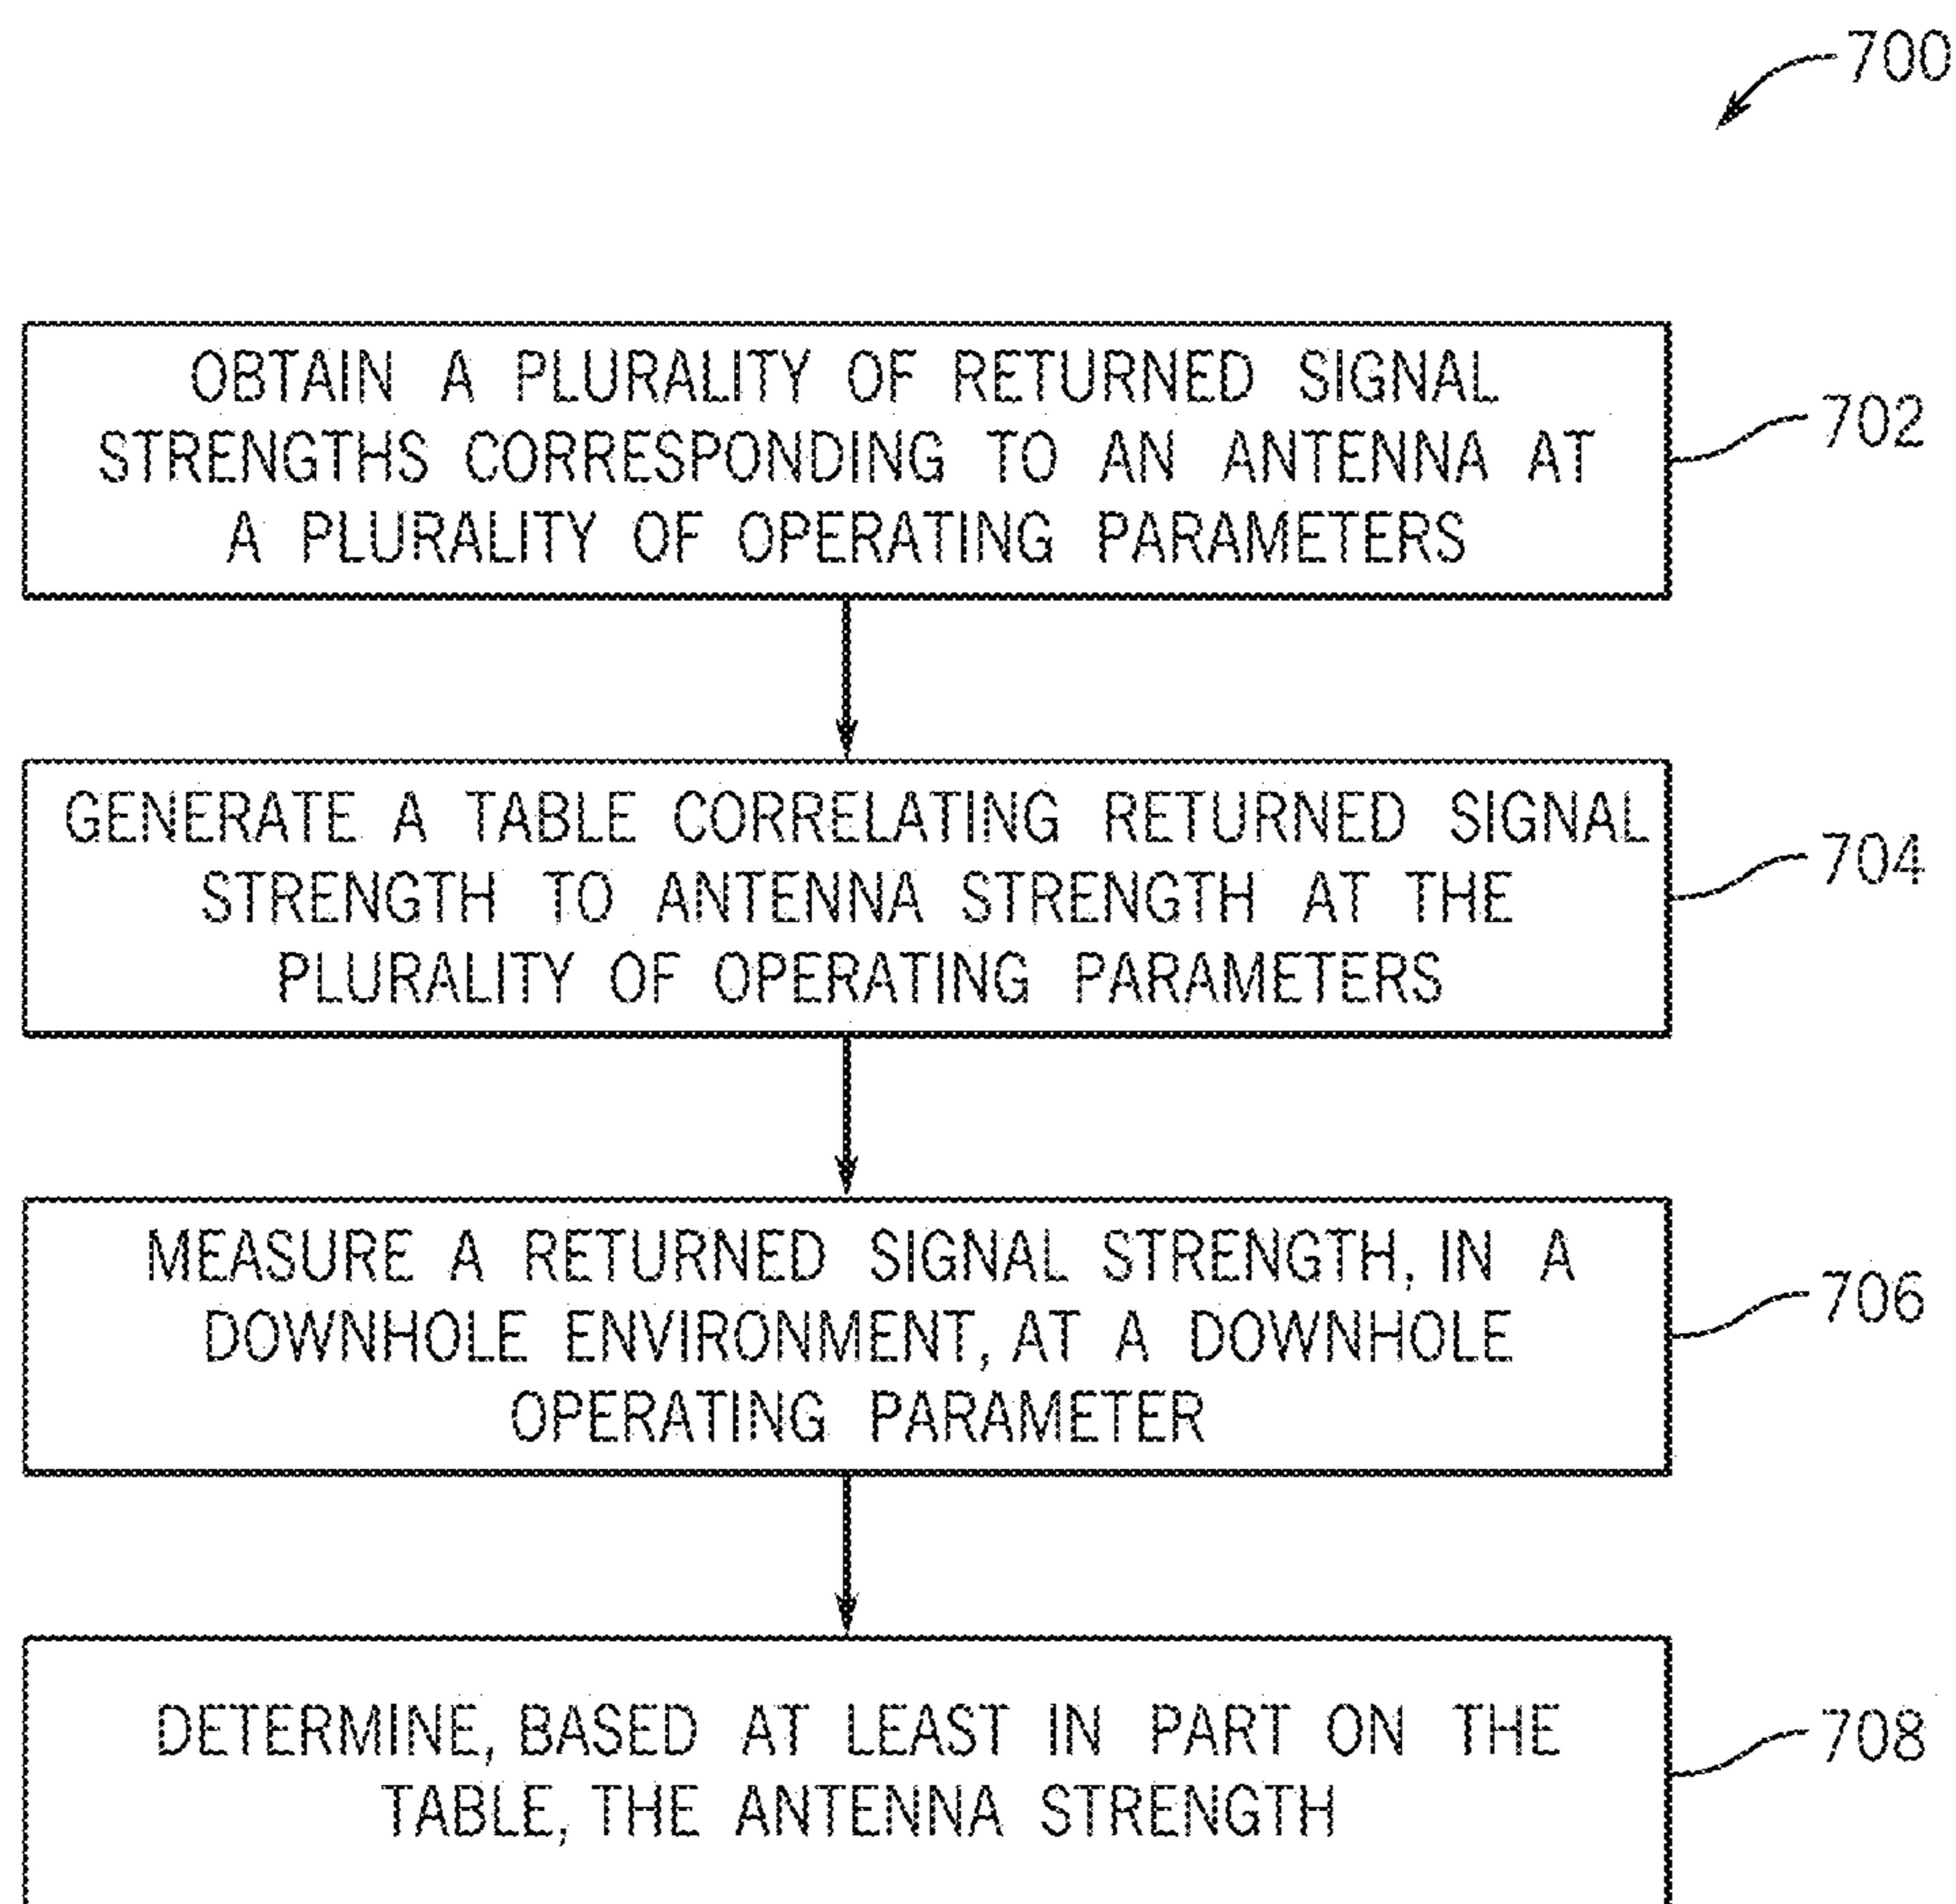 700
OBTAIN A PLURALITY OF RETURNED SIGNAL
STRENGTHS CORRESPONDING TO AN ANTENNA AT
A PLURALITY OF OPERATING PARAMETERS
702
GENERATE A TABLE CORRELATING RETURNED SIGNAL
STRENGTH TO ANTENNA STRENGTH AT THE
PLURALITY OF OPERATING PARAMETERS
704
MEASURE A RETURNED SIGNAL STRENGTH, IN A
DOWNHOLE ENVIRONMENT, AT A DOWNHOLE
OPERATING PARAMETER
706
DETERMINE, BASED AT LEAST IN PART ON THE
TABLE, THE ANTENNA STRENGTH
708